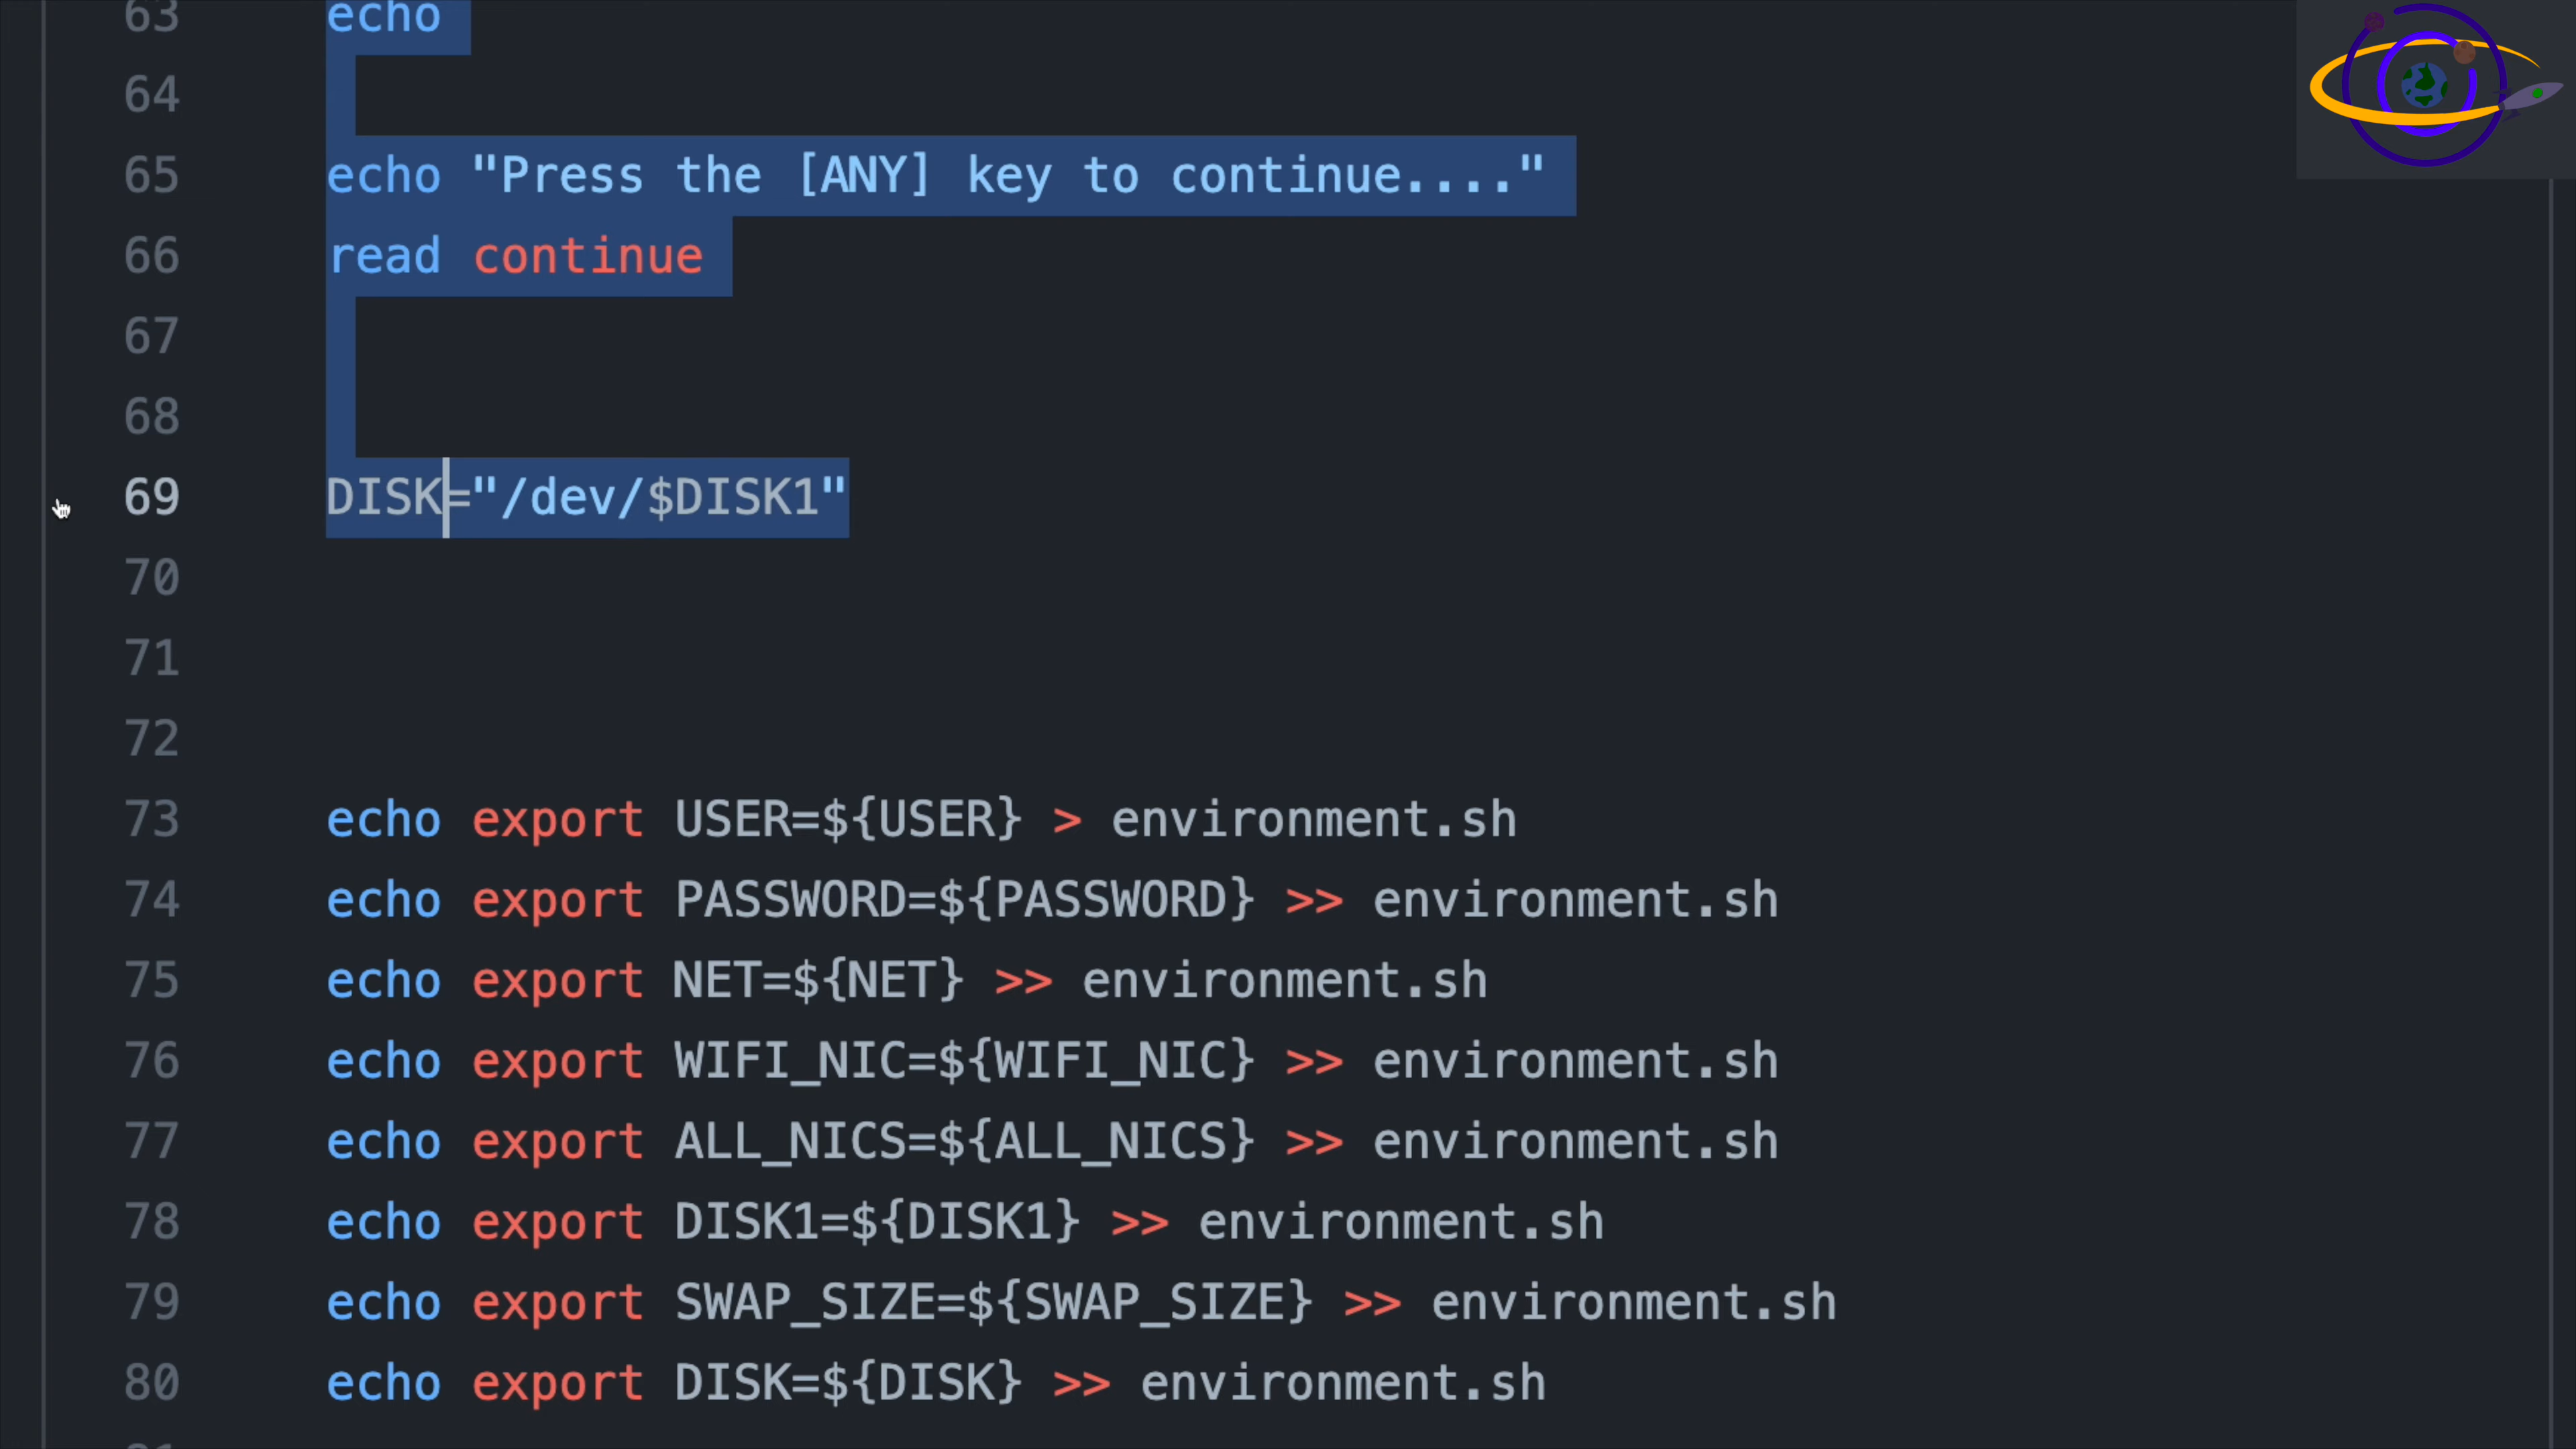 63 echo
64
65 echo "Press the [ANY] key to continue...."
66 read continue
67
68
69 DISK="/dev/$DISK1"
70
71
72
73 echo export USER=${USER} > environment.sh
74 echo export PASSWORD=${PASSWORD} >> environment.sh
75 echo export NET=${NET} >> environment.sh
76 echo export WIFI_NIC=${WIFI_NIC} >> environment.sh
77 echo export ALL_NICS=${ALL_NICS} >> environment.sh
78 echo export DISK1=${DISK1} >> environment.sh
79 echo export SWAP_SIZE=${SWAP_SIZE} >> environment.sh
80 echo export DISK=${DISK} >> environment.sh